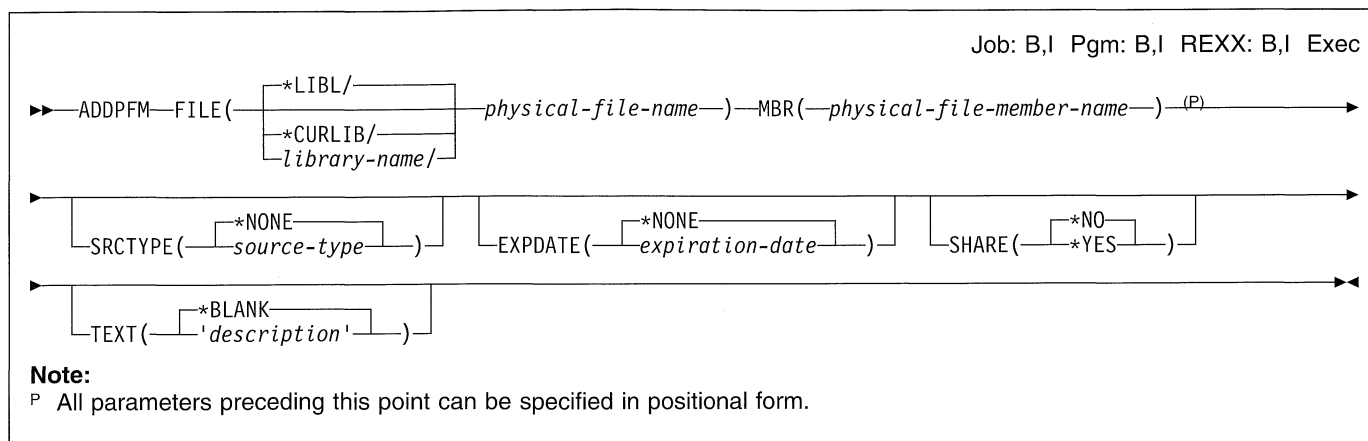 Job: B,I Pgm: B,I REXX: B,I Exec
*LIBL/
ADDPFM FILE( physical-file-name ) MBR( physical-file-member-name ) (P)
*CURLIB/
library-name/
*NONE *NONE *NO
SRCTYPE( source-type ) EXPDATE( expiration-date ) SHARE( *YES )
*BLANK
TEXT( 'description' )
Note:
P All parameters preceding this point can be specified in positional form.